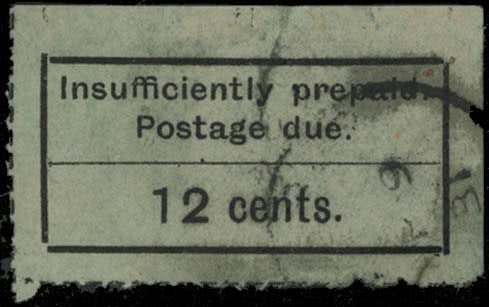 Insufficiently prepaid.
Postage due.
12 cents.